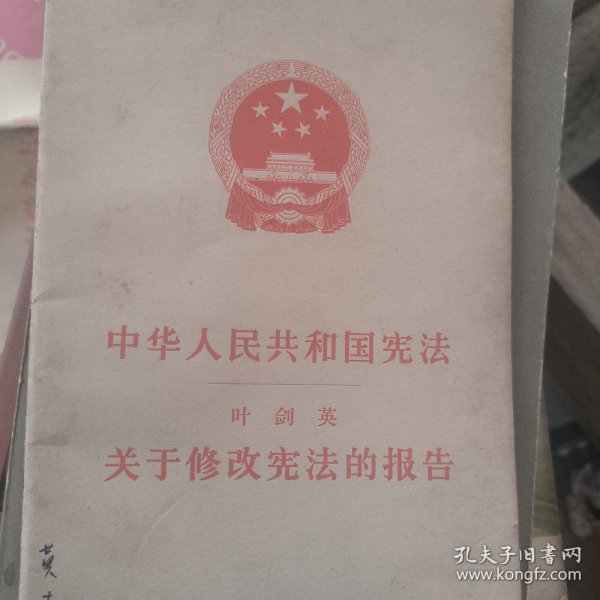 中华人民共和国宪法
叶剑英
关于修改宪法的报告
黄
孔夫子旧书网
www.kongfz.com